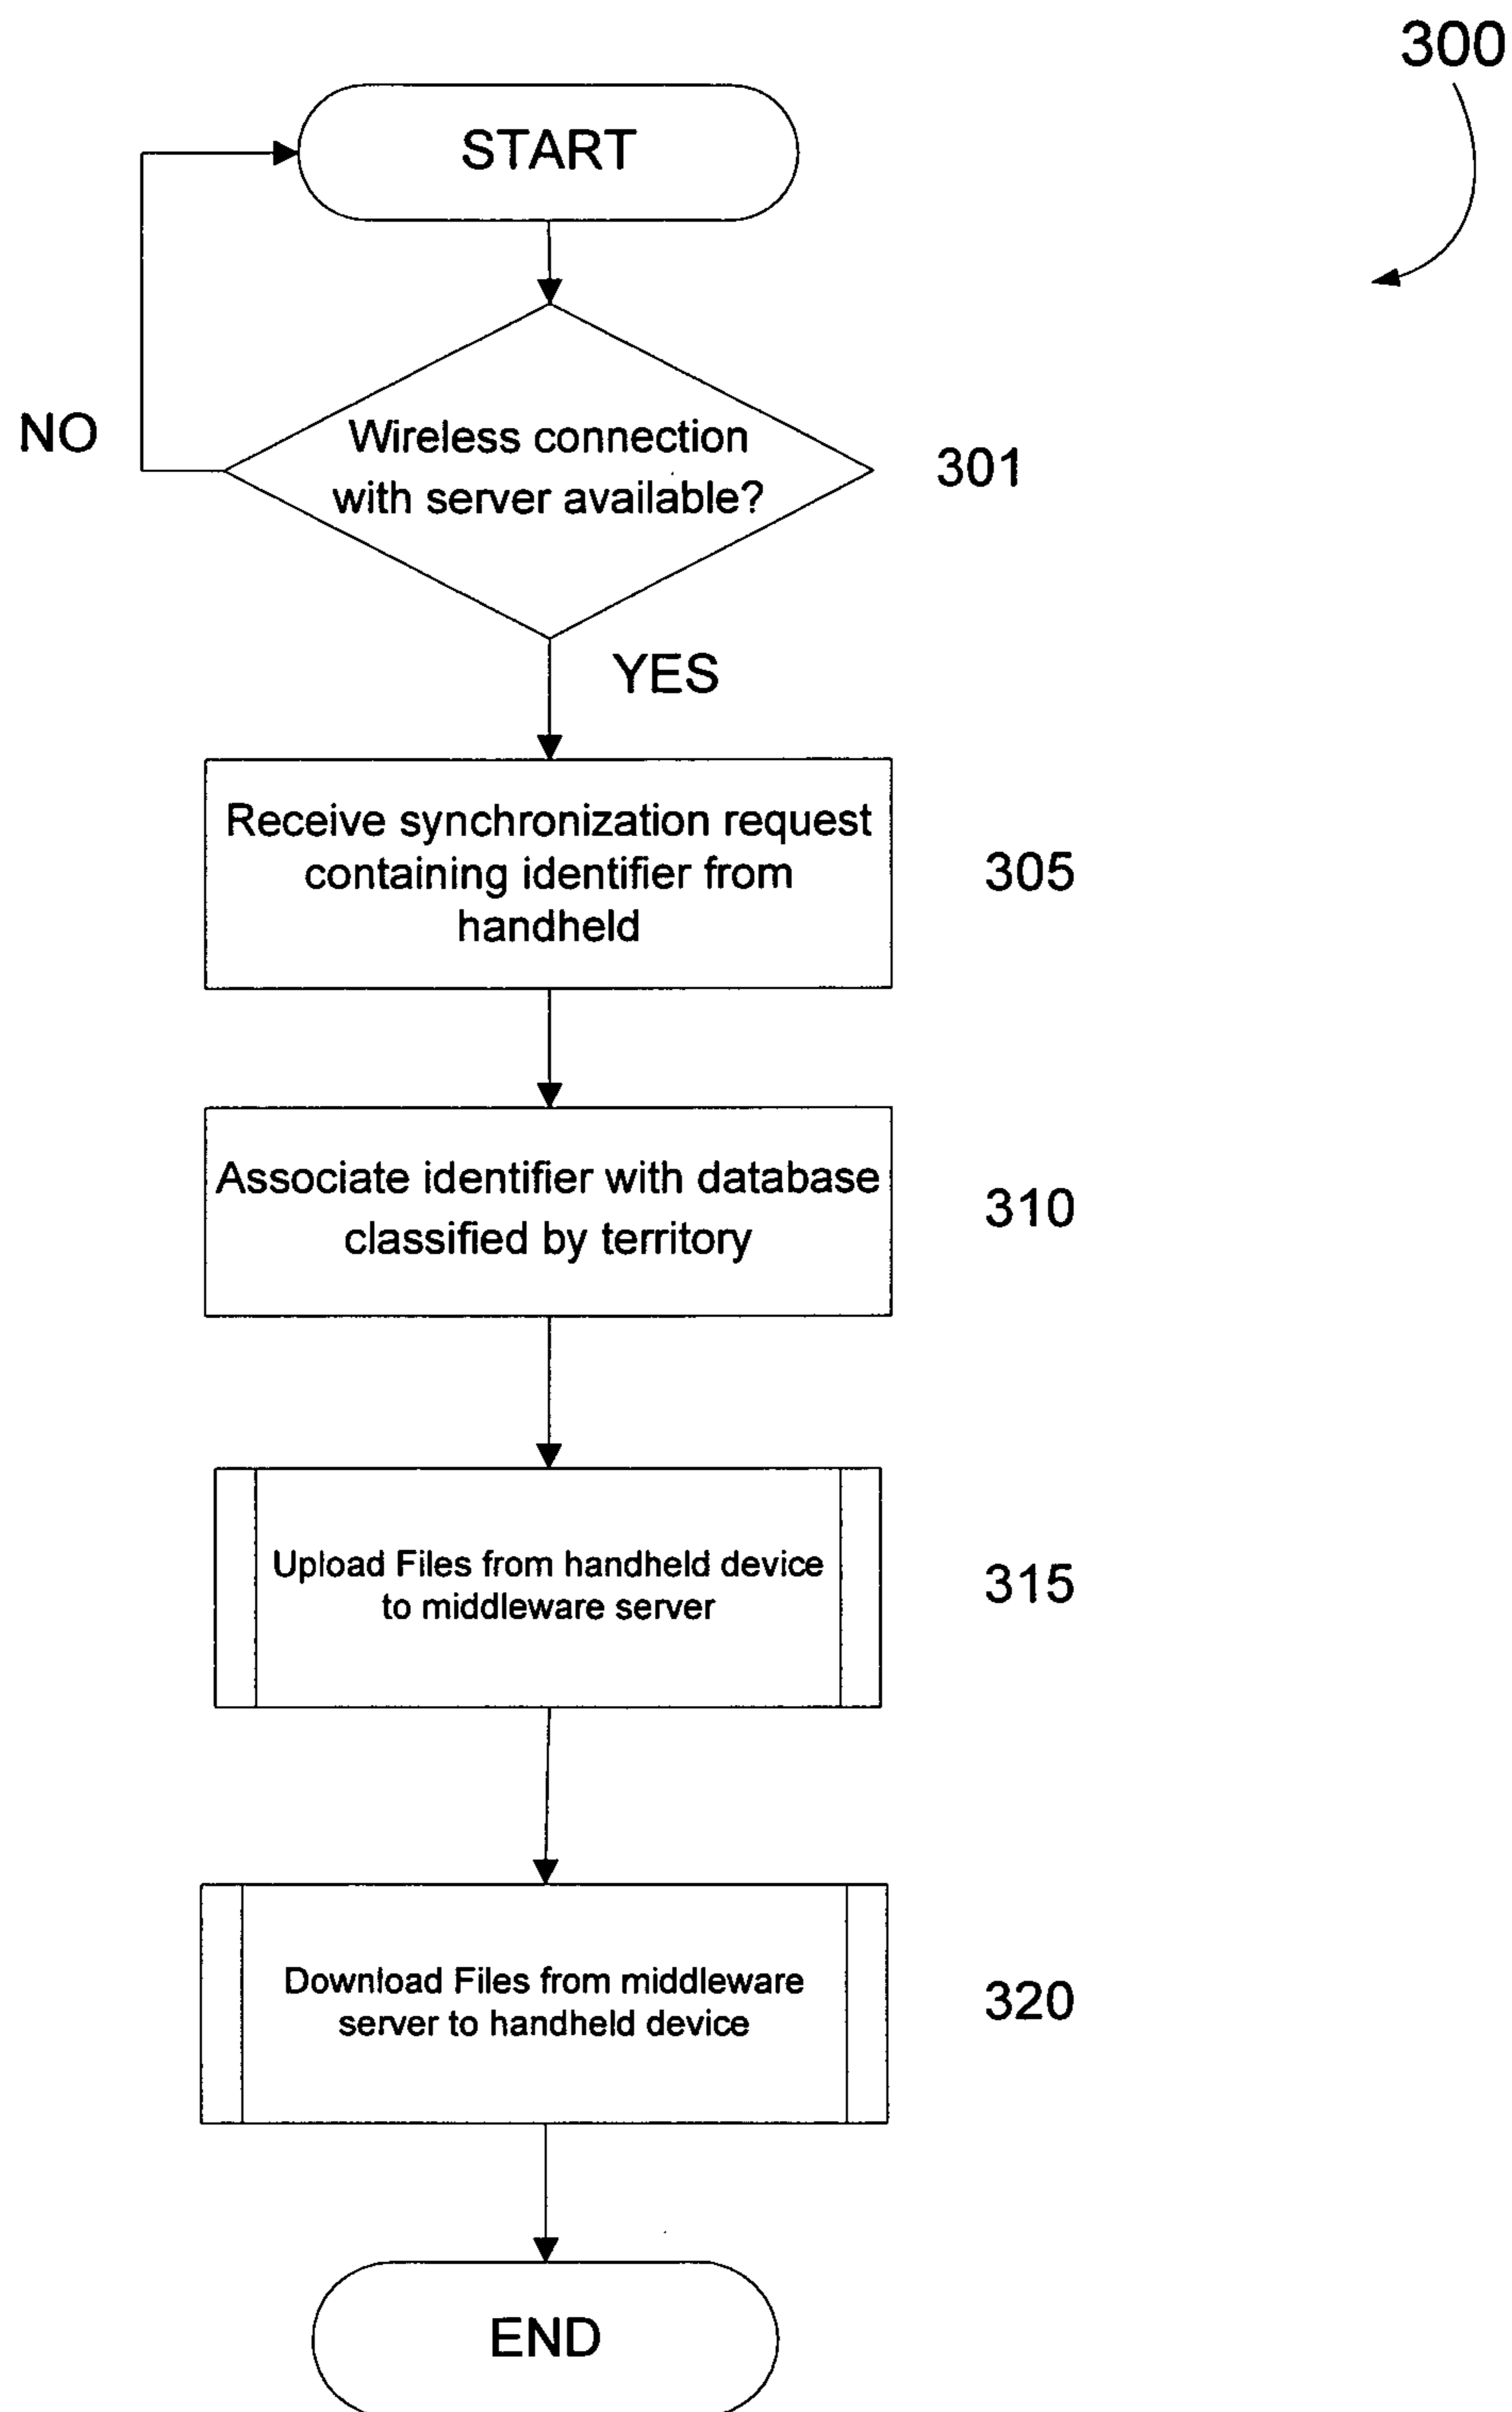 300
START
NO
Wireless connection
with server available?
301
YES
Receive synchronization request
containing identifier from
handheld
305
Associate identifier with database
classified by territory
310
Upload Files from handheld device
to middleware server
315
Download Files from middleware
server to handheld device
320
END